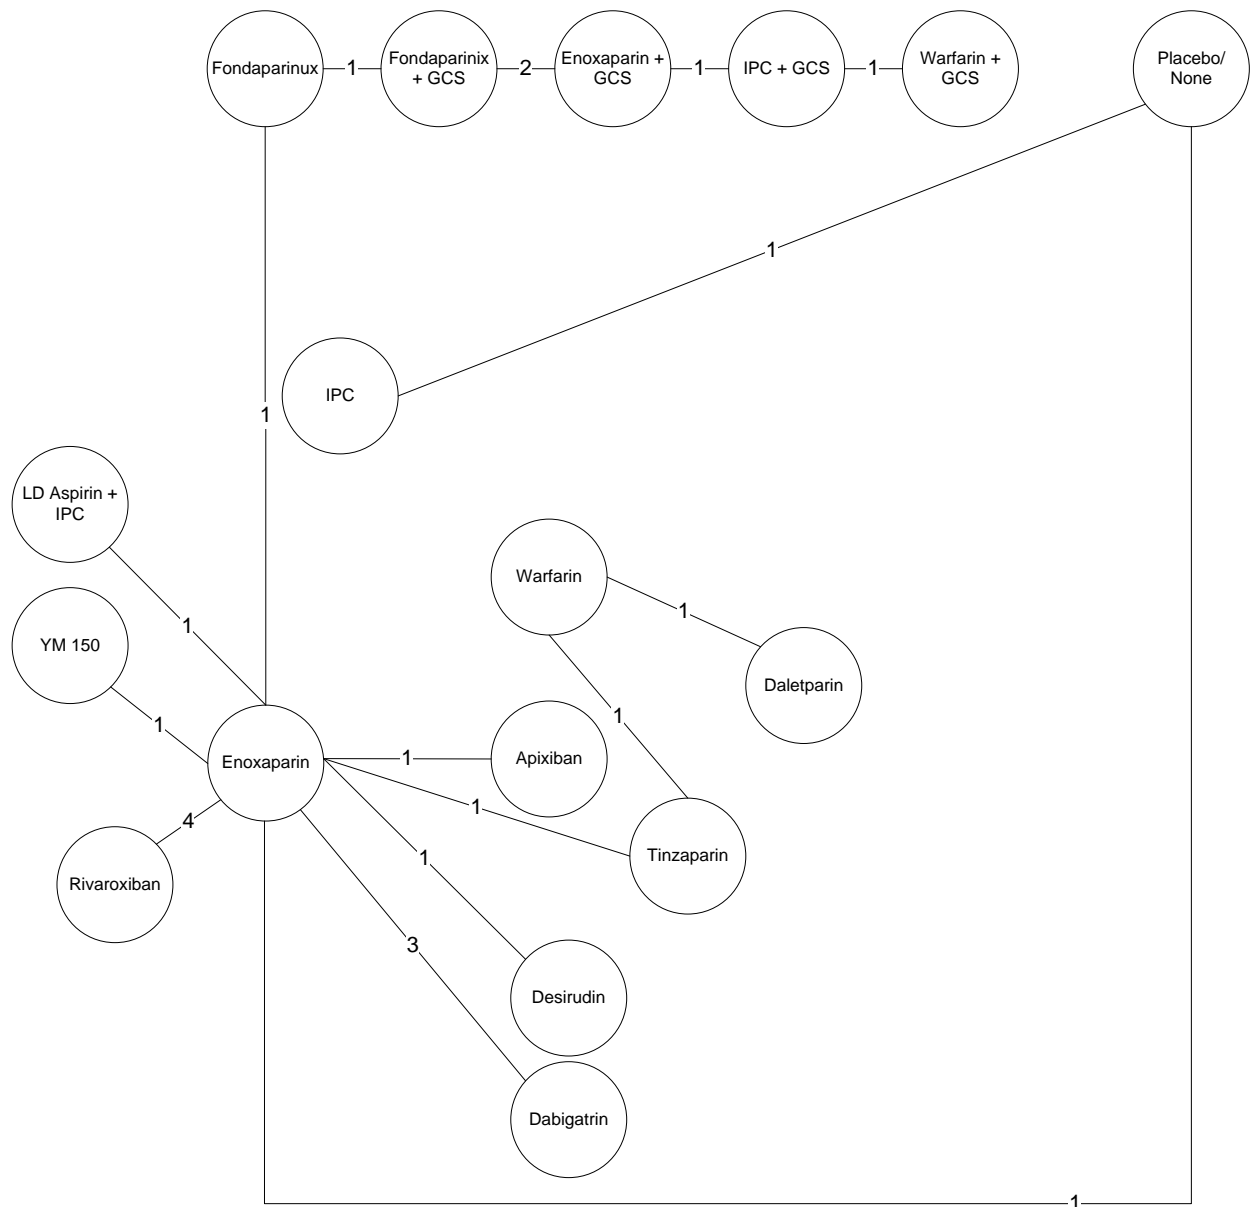 Fondaparinux
1
Fondaparinix
+ GCS
2
Enoxaparin +
GCS
1
IPC + GCS
1
Warfarin +
GCS
Placebo/
None
1
IPC
1
LD Aspirin +
IPC
1
Warfarin
1
YM 150
1
Daletparin
1
Enoxaparin
1
Apixiban
1
4
Rivaroxiban
1
Tinzaparin
3
Desirudin
Dabigatrin
1